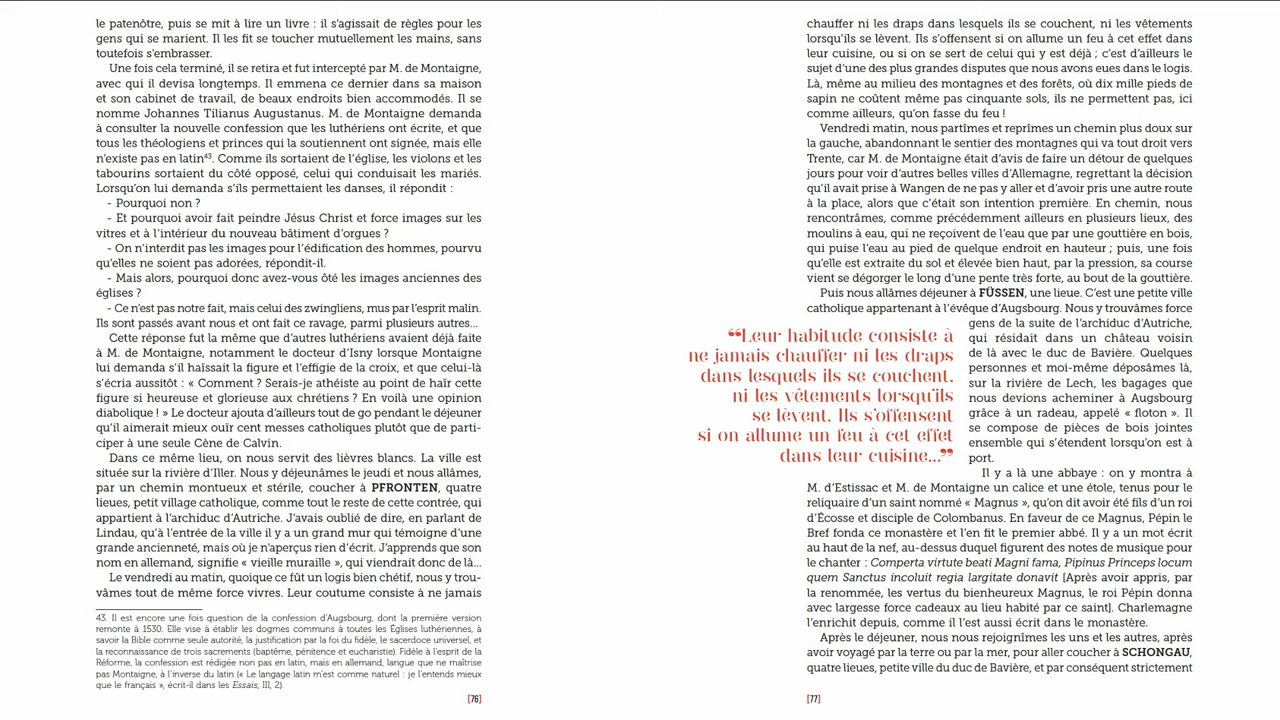 le patenôtre, puis se mit à lire un livre : il s'agissait de règles pour les
gens qui se marient. Il les fit se toucher mutuellement les mains, sans
toutefois s'embrasser.
Une fois cela terminé, il se retira et fut intercepté par M. de Montaigne,
avec qui il devisa longtemps. Il emmena ce dernier dans sa maison
et son cabinet de travail, de beaux endroits bien accommodés. Il se
nomme Johannes Tilianus Augustanus. M. de Montaigne demanda
à consulter la nouvelle confession que les luthériens ont écrite, et que
tous les théologiens et princes qui la soutiennent ont signée, mais elle
n'existe pas en latin⁴³. Comme ils sortaient de l'église, les violons et les
tabourins sortaient du côté opposé, celui qui conduisait les mariés.
Lorsqu'on lui demanda s'ils permettaient les danses, il répondit :
- Pourquoi non ?
- Et pourquoi avoir fait peindre Jésus Christ et force images sur les
vitres et à l'intérieur du nouveau bâtiment d'orgues ?
- On n'interdit pas les images pour l'édification des hommes, pourvu
qu'elles ne soient pas adorées, répondit-il.
- Mais alors, pourquoi donc avez-vous ôté les images anciennes des
églises ?
- Ce n'est pas notre fait, mais celui des zwingliens, mus par l'esprit malin.
Ils sont passés avant nous et ont fait ce ravage, parmi plusieurs autres...
Cette réponse fut la même que d'autres luthériens avaient déjà faite
à M. de Montaigne, notamment le docteur d'Isny lorsque Montaigne
lui demanda s'il haïssait la figure et l'effigie de la croix, et que celui-là
s'écria aussitôt : « Comment ? Serais-je athéiste au point de haïr cette
figure si heureuse et glorieuse aux chrétiens ? En voilà une opinion
diabolique ! » Le docteur ajouta d'ailleurs tout de go pendant le déjeuner
qu'il aimerait mieux ouïr cent messes catholiques plutôt que de parti-
ciper à une seule Cène de Calvin.
Dans ce même lieu, on nous servit des lièvres blancs. La ville est
située sur la rivière d'Iller. Nous y déjeunâmes le jeudi et nous allâmes,
par un chemin montueux et stérile, coucher à PFRONTEN, quatre
lieues, petit village catholique, comme tout le reste de cette contrée, qui
appartient à l'archiduc d'Autriche. J'avais oublié de dire, en parlant de
Lindau, qu'à l'entrée de la ville il y a un grand mur qui témoigne d'une
grande ancienneté, mais où je n'aperçus rien d'écrit. J'apprends que son
nom en allemand, signifie « vieille muraille », qui viendrait donc de là...
Le vendredi au matin, quoique ce fût un logis bien chétif, nous y trou-
vâmes tout de même force vivres. Leur coutume consiste à ne jamais
43. Il est encore une fois question de la confession d'Augsbourg, dont la première version
remonte à 1530. Elle vise à établir les dogmes communs à toutes les Églises luthériennes, à
savoir la Bible comme seule autorité, la justification par la foi du fidèle, le sacerdoce universel, et
la reconnaissance de trois sacrements (baptême, pénitence et eucharistie). Fidèle à l'esprit de la
Réforme, la confession est rédigée non pas en latin, mais en allemand, langue que ne maîtrise
pas Montaigne, à l'inverse du latin (« Le langage latin m'est comme naturel : je l'entends mieux
que le français », écrit-il dans les Essais, III, 2).
[76]
chauffer ni les draps dans lesquels ils se couchent, ni les vêtements
lorsqu'ils se lèvent. Ils s'offensent si on allume un feu à cet effet dans
leur cuisine, ou si on se sert de celui qui y est déjà ; c'est d'ailleurs le
sujet d'une des plus grandes disputes que nous avons eues dans le logis.
Là, même au milieu des montagnes et des forêts, où dix mille pieds de
sapin ne coûtent même pas cinquante sols, ils ne permettent pas, ici
comme ailleurs, qu'on fasse du feu !
Vendredi matin, nous partîmes et reprîmes un chemin plus doux sur
la gauche, abandonnant le sentier des montagnes qui va tout droit vers
Trente, car M. de Montaigne était d'avis de faire un détour de quelques
jours pour voir d'autres belles villes d'Allemagne, regrettant la décision
qu'il avait prise à Wangen de ne pas y aller et d'avoir pris une autre route
à la place, alors que c'était son intention première. En chemin, nous
rencontrâmes, comme précédemment ailleurs en plusieurs lieux, des
moulins à eau, qui ne reçoivent de l'eau que par une gouttière en bois,
qui puise l'eau au pied de quelque endroit en hauteur ; puis, une fois
qu'elle est extraite du sol et élevée bien haut, par la pression, sa course
vient se dégorger le long d'une pente très forte, au bout de la gouttière.
Puis nous allâmes déjeuner à FÜSSEN, une lieue. C'est une petite ville
catholique appartenant à l'évêque d'Augsbourg. Nous y trouvâmes force
gens de la suite de l'archiduc d'Autriche,
qui résidait dans un château voisin
de là avec le duc de Bavière. Quelques
personnes et moi-même déposâmes là,
sur la rivière de Lech, les bagages que
nous devions acheminer à Augsbourg
grâce à un radeau, appelé « floton ». Il
se compose de pièces de bois jointes
ensemble qui s'étendent lorsqu'on est à
port.
“Leur habitude consiste à
ne jamais chauffer ni les draps
dans lesquels ils se couchent,
ni les vêtements lorsqu'ils
se lèvent. Ils s'offensent
si on allume un feu à cet effet
dans leur cuisine...”
Il y a là une abbaye : on y montra à
M. d'Estissac et M. de Montaigne un calice et une étole, tenus pour le
reliquaire d'un saint nommé « Magnus », qu'on dit avoir été fils d'un roi
d'Écosse et disciple de Colombanus. En faveur de ce Magnus, Pépin le
Bref fonda ce monastère et l'en fit le premier abbé. Il y a un mot écrit
au haut de la nef, au-dessus duquel figurent des notes de musique pour
le chanter : Comperta virtute beati Magni fama, Pipinus Princeps locum
quem Sanctus incoluit regia largitate donavit [Après avoir appris, par
la renommée, les vertus du bienheureux Magnus, le roi Pépin donna
avec largesse force cadeaux au lieu habité par ce saint]. Charlemagne
l'enrichit depuis, comme il l'est aussi écrit dans le monastère.
Après le déjeuner, nous nous rejoignîmes les uns et les autres, après
avoir voyagé par la terre ou par la mer, pour aller coucher à SCHONGAU,
quatre lieues, petite ville du duc de Bavière, et par conséquent strictement
[77]